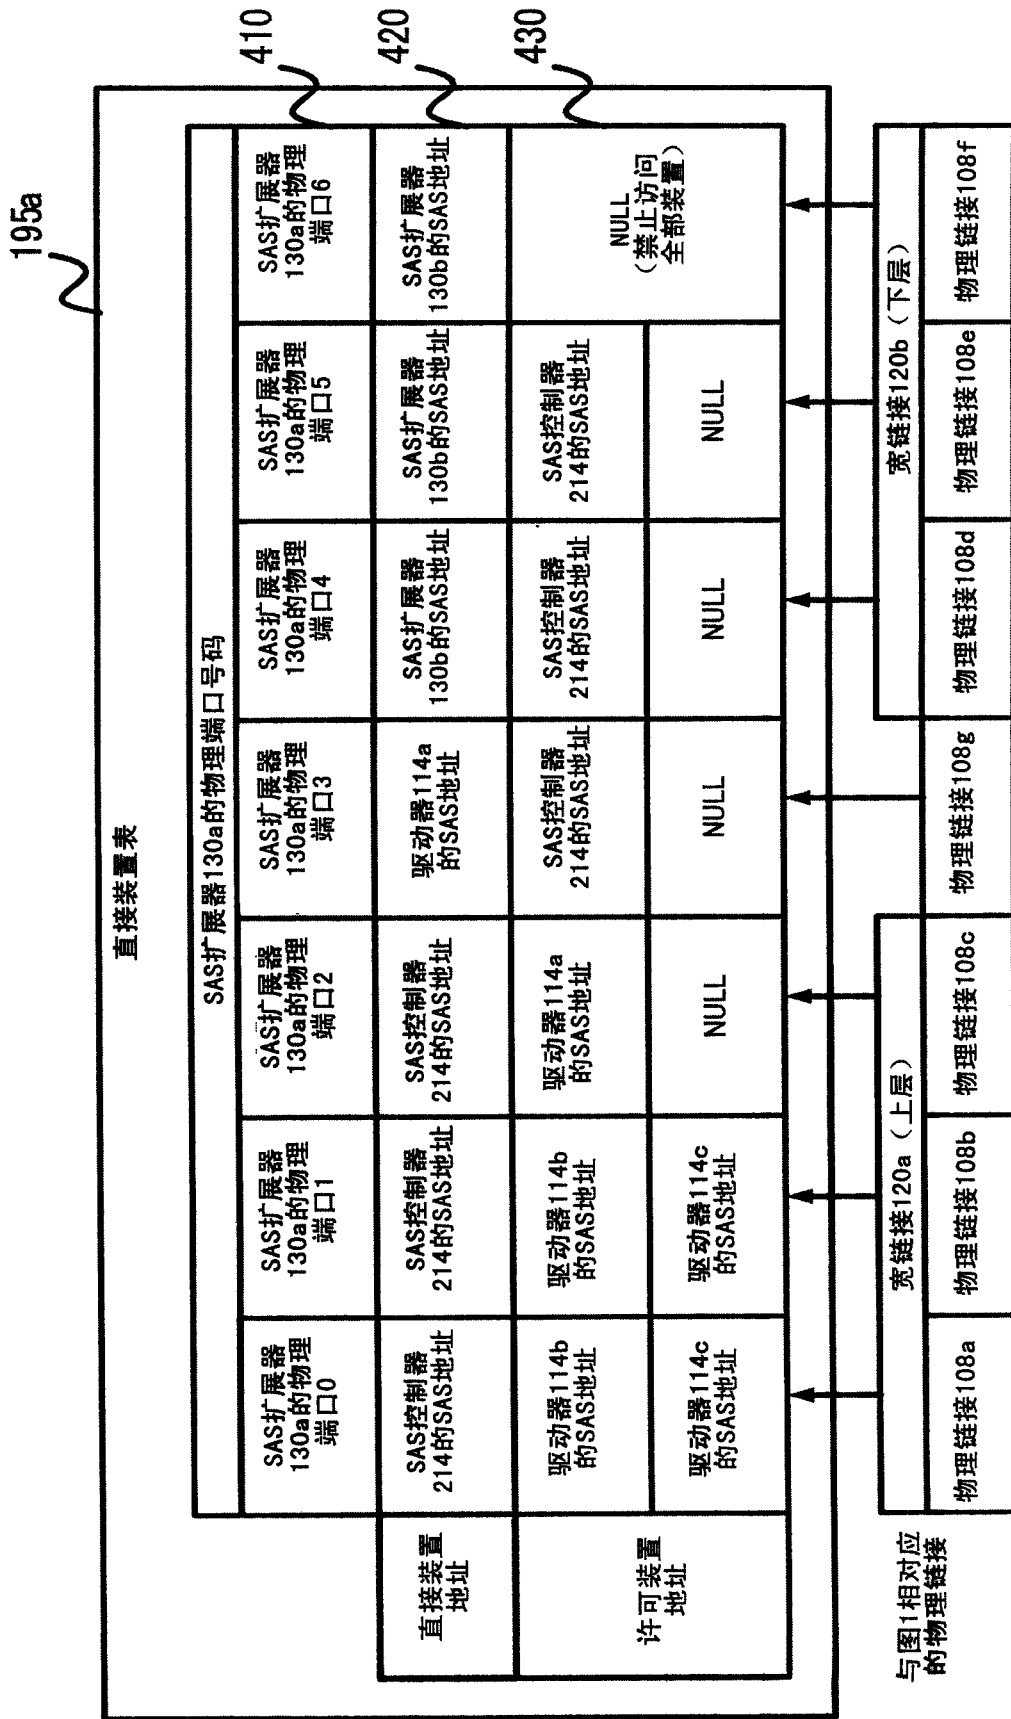 195a
直接装置表
SAS扩展器130a的物理端口号码
SAS扩展器
130a的物理
端口0
SAS扩展器
130a的物理
端口1
SAS扩展器
130a的物理
端口2
SAS扩展器
130a的物理
端口3
SAS扩展器
130a的物理
端口4
SAS扩展器
130a的物理
端口5
SAS扩展器
130a的物理
端口6
410
直接装置
地址
SAS控制器
214的SAS地址
SAS控制器
214的SAS地址
SAS控制器
214的SAS地址
驱动器114a
的SAS地址
SAS扩展器
130b的SAS地址
SAS扩展器
130b的SAS地址
SAS扩展器
130b的SAS地址
420
许可装置
地址
驱动器114b
的SAS地址
驱动器114b
的SAS地址
驱动器114a
的SAS地址
SAS控制器
214的SAS地址
SAS控制器
214的SAS地址
SAS控制器
214的SAS地址
NULL
(禁止访问
全部装置)
430
驱动器114c
的SAS地址
驱动器114c
的SAS地址
NULL
NULL
NULL
NULL
与图1相对应
的物理链接
宽链接120a(上层)
宽链接120b(下层)
物理链接108a
物理链接108b
物理链接108c
物理链接108g
物理链接108d
物理链接108e
物理链接108f